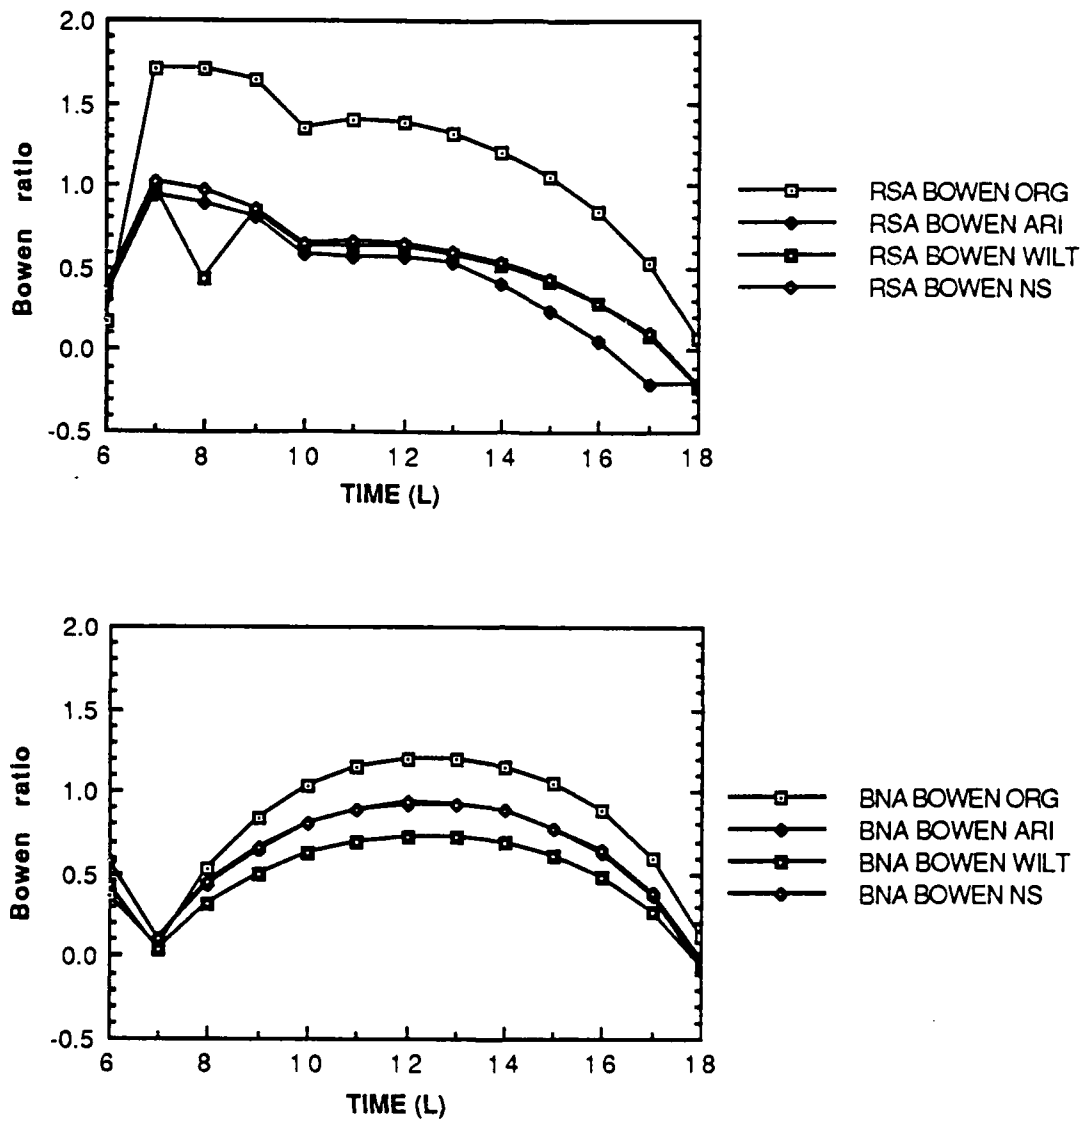 2.0
1.5
1.0
0.5
0.0
-0.5
Bowen ratio
6 8 10 12 14 16 18
TIME (L)
RSA BOWEN ORG
RSA BOWEN ARI
RSA BOWEN WILT
RSA BOWEN NS
2.0
1.5
1.0
0.5
0.0
-0.5
Bowen ratio
6 8 10 12 14 16 18
TIME (L)
BNA BOWEN ORG
BNA BOWEN ARI
BNA BOWEN WILT
BNA BOWEN NS